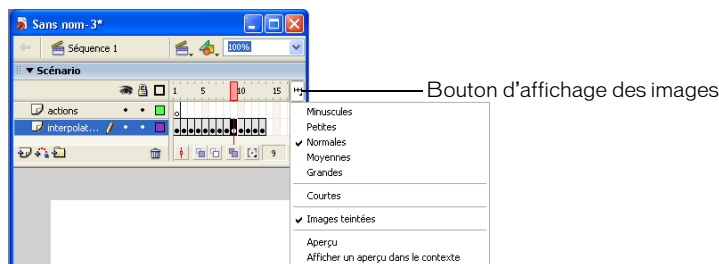 Sans nom-3*
Séquence 1
100%
Scénario
1 5 10 15
Bouton d'affichage des images
actions
interpolat...
9
Minuscules
Petites
Normales
Moyennes
Grandes
Courtes
Images teintées
Aperçu
Afficher un aperçu dans le contexte